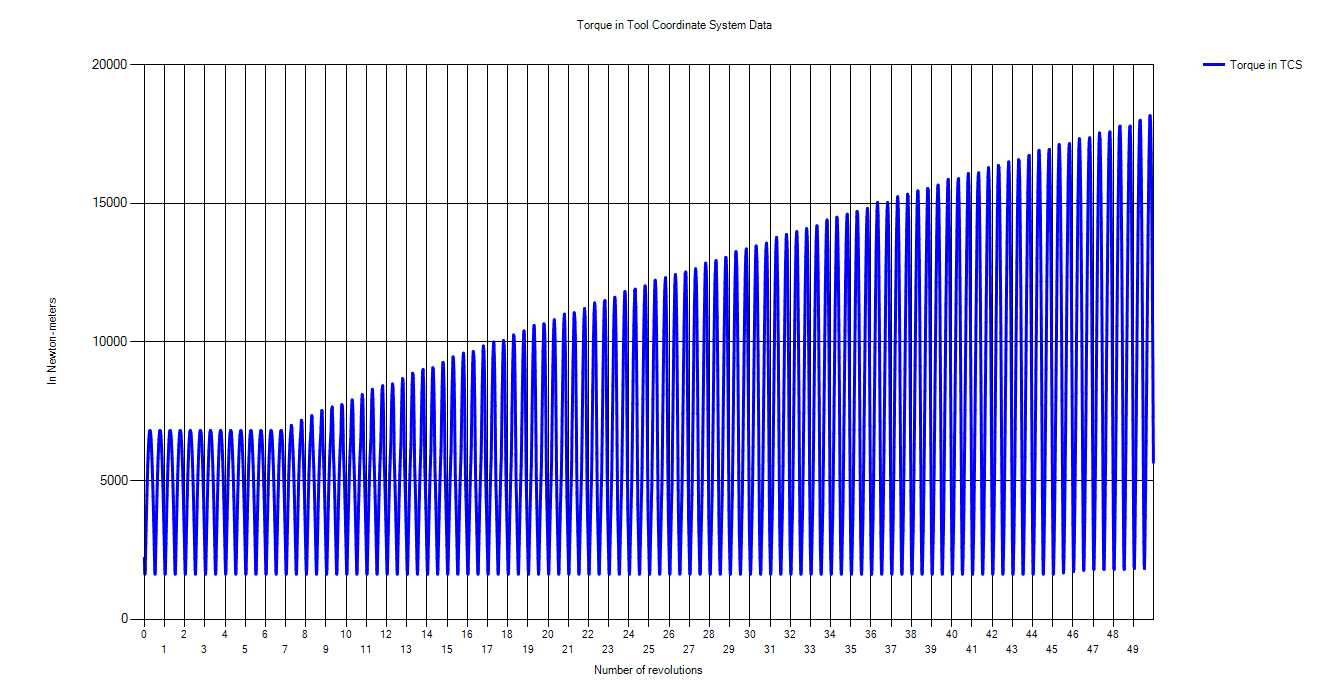 Torque in Tool Coordinate System Data
Torque in TCS
20000
15000
10000
5000
0
In Newton-meters
0 2 4 6 8 10 12 14 16 18 20 22 24 26 28 30 32 34 36 38 40 42 44 46 48
1 3 5 7 9 11 13 15 17 19 21 23 25 27 29 31 33 35 37 39 41 43 45 47 49
Number of revolutions